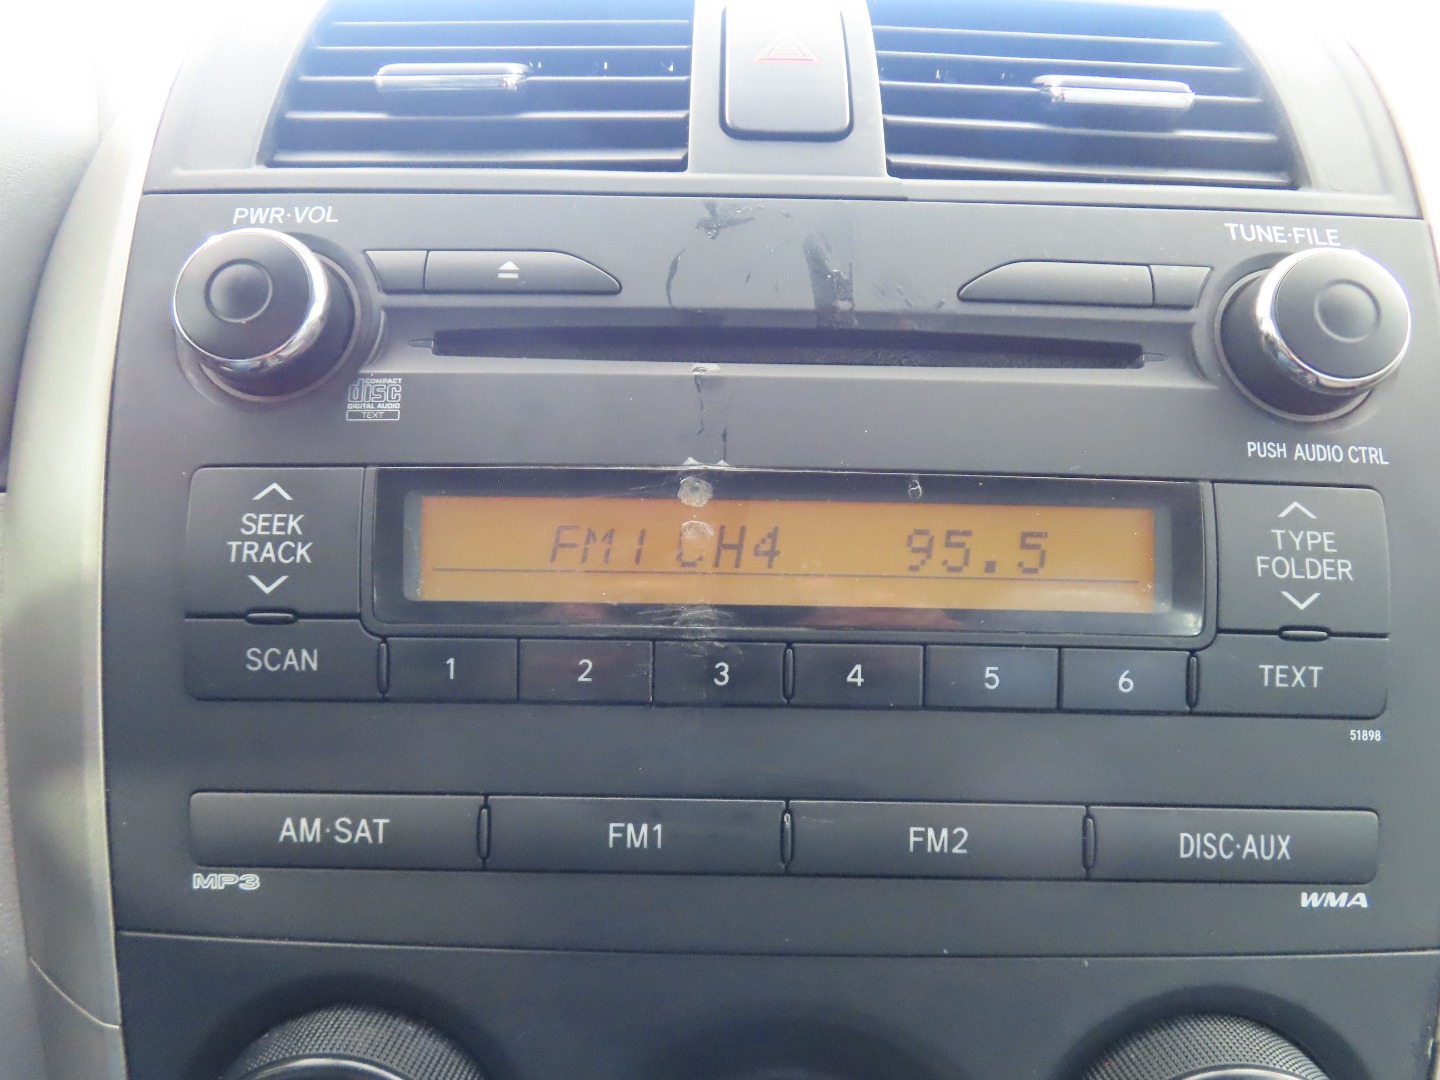 PWR·VOL
TUNE·FILE
COMPACT
disc
DIGITAL AUDIO
TEXT
PUSH AUDIO CTRL
SEEK
TRACK
FM1 CH4 95.5
TYPE
FOLDER
SCAN
1
2
3
4
5
6
TEXT
51898
AM·SAT
FM1
FM2
DISC·AUX
MP3
WMA